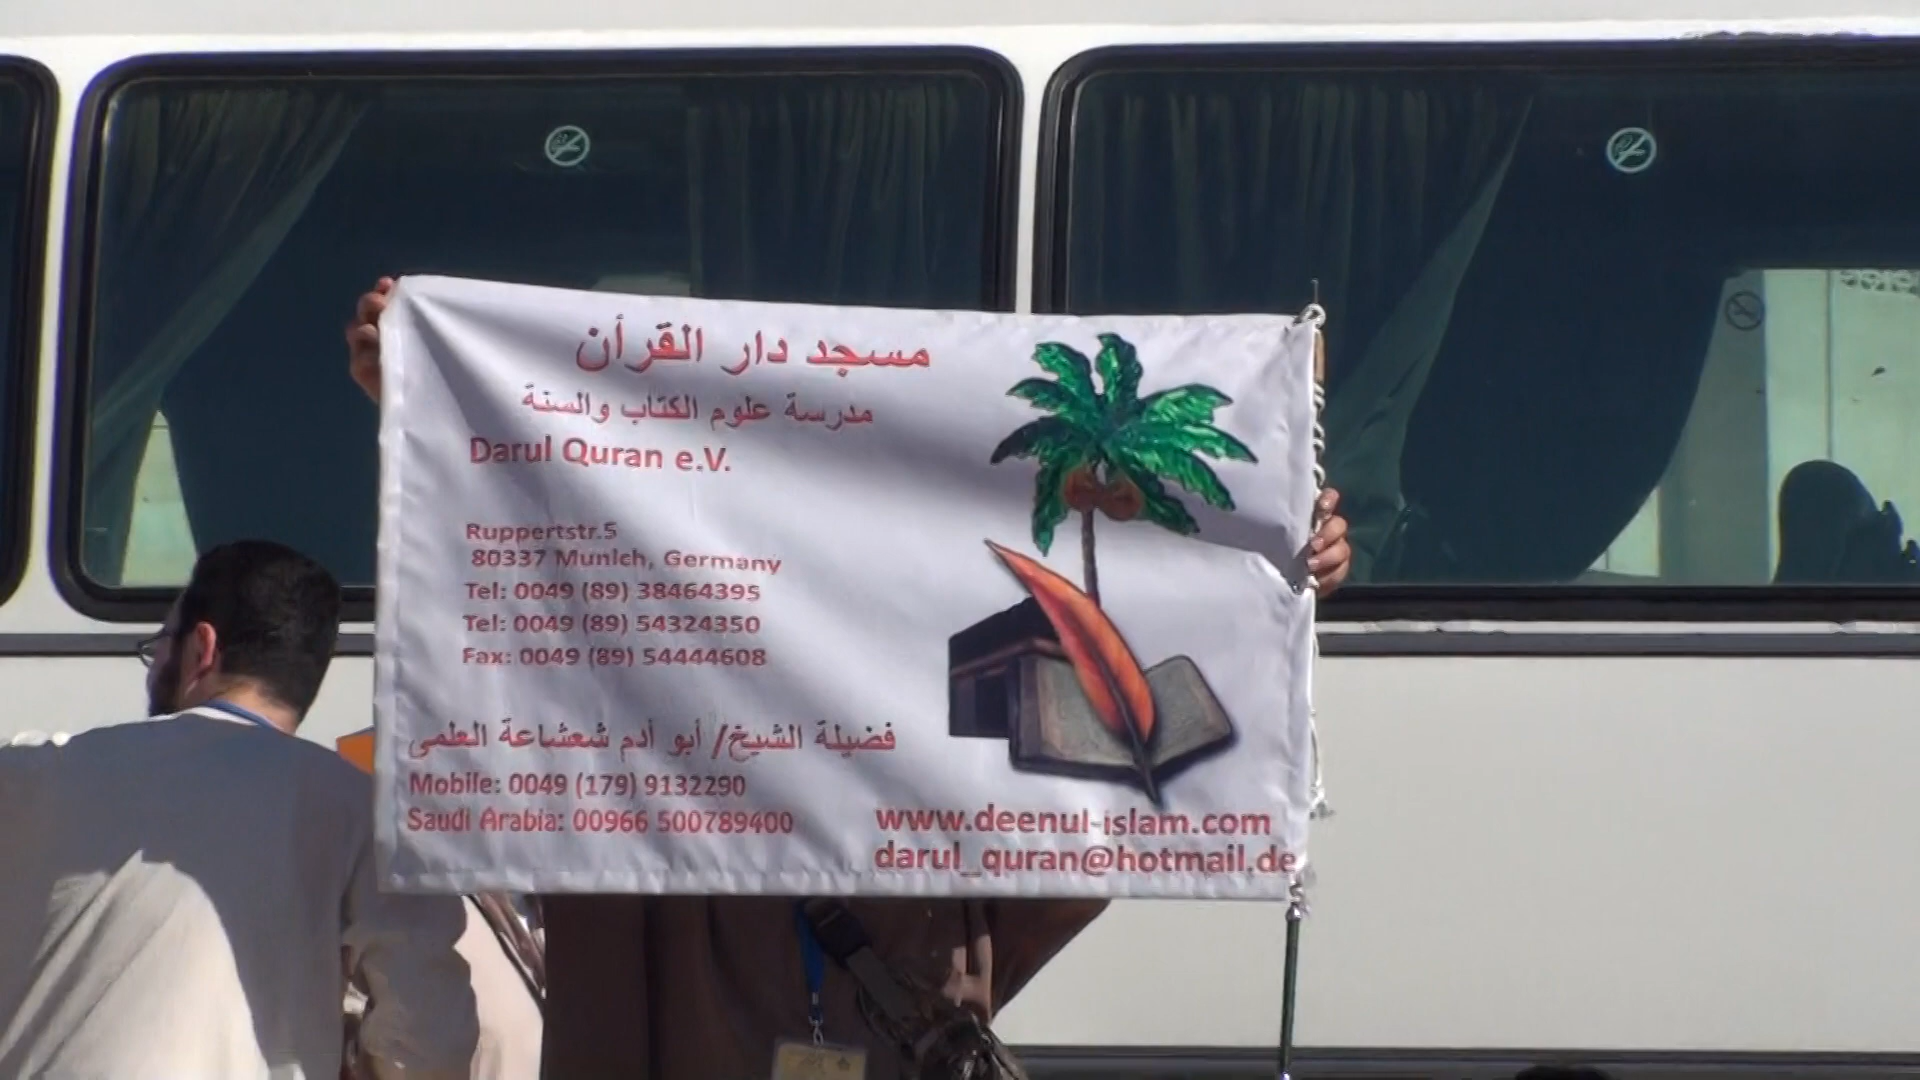 مسجد دار القرأن
مدرسة علوم الكتاب والسنة
Darul Quran e.V.
Ruppertstr.5
80337 Munich, Germany
Tel: 0049 (89) 38464395
Tel: 0049 (89) 54324350
Fax: 0049 (89) 54444608
فضيلة الشيخ/ أبو أدم شعشاعة العلمي
Mobile: 0049 (179) 9132290
Saudi Arabia: 00966 500789400
www.deenul-islam.com
darul_quran@hotmail.de